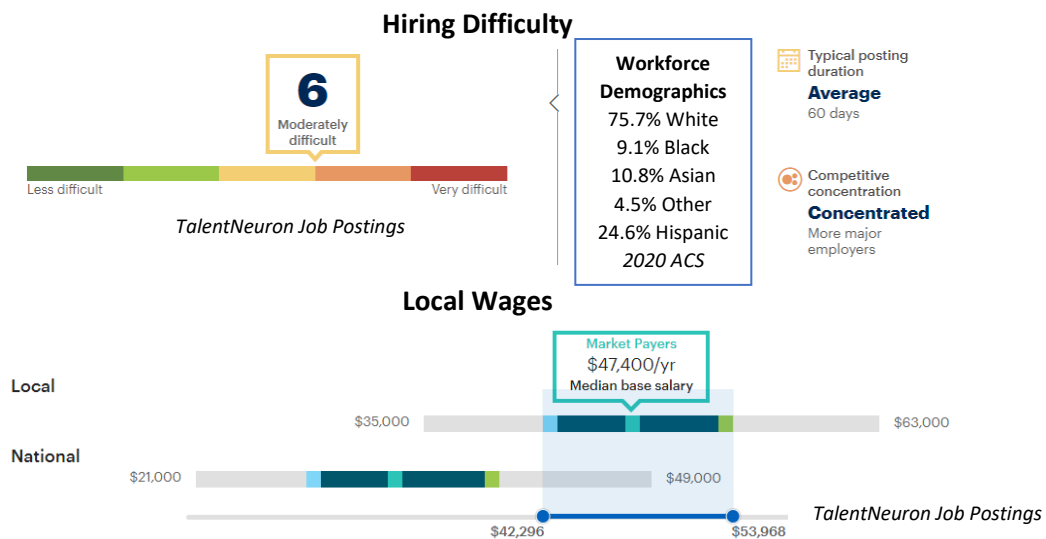 Hiring Difficulty
6
Moderately
difficult
Less difficult
Very difficult
TalentNeuron Job Postings
Workforce
Demographics
75.7% White
9.1% Black
10.8% Asian
4.5% Other
24.6% Hispanic
2020 ACS
Typical posting
duration
Average
60 days
Competitive
concentration
Concentrated
More major
employers
Local Wages
Market Payers
$47,400/yr
Median base salary
Local
$35,000
$63,000
National
$21,000
$49,000
$42,296
$53,968
TalentNeuron Job Postings